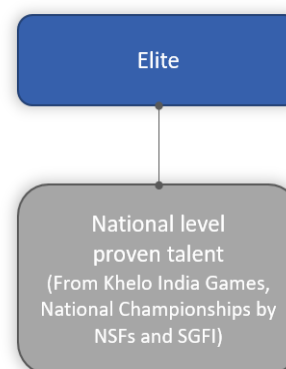 Elite
National level
proven talent
(From Khelo India Games,
National Championships by
NSFs and SGFI)